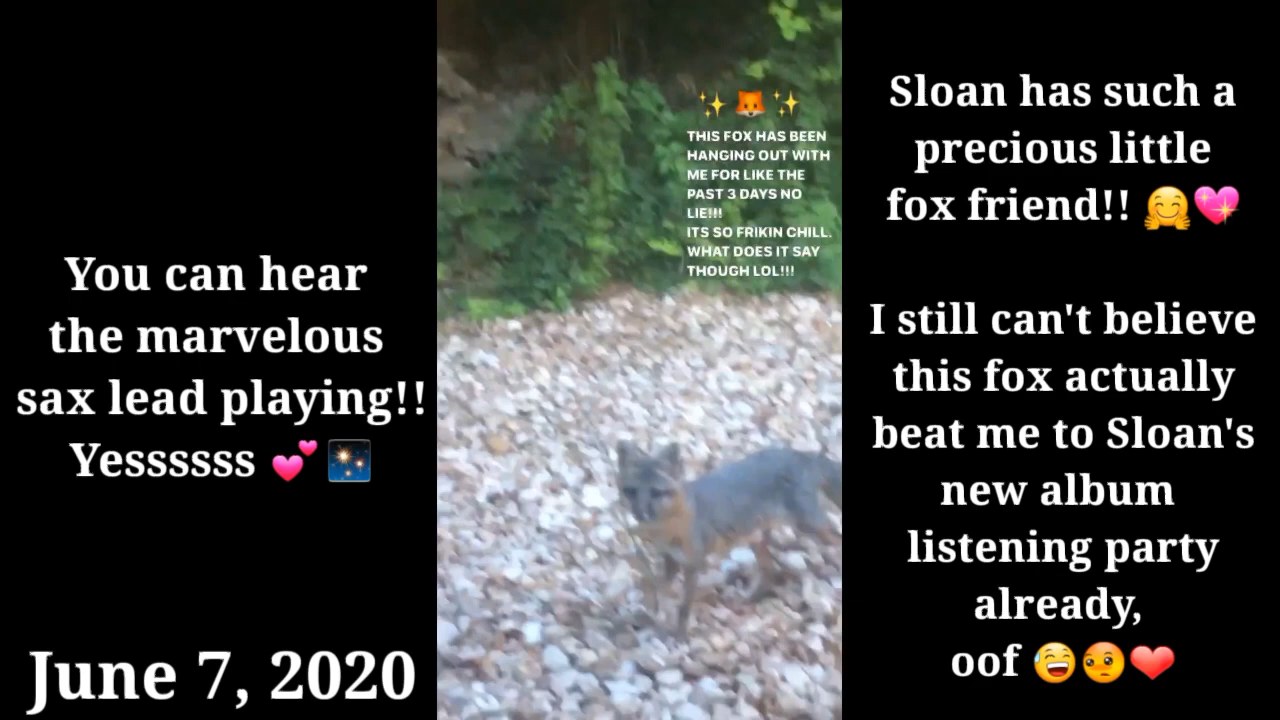 You can hear
the marvelous
sax lead playing!!
Yessssss 💕🎇
June 7, 2020
✨🦊✨
THIS FOX HAS BEEN
HANGING OUT WITH
ME FOR LIKE THE
PAST 3 DAYS NO
LIE!!!
ITS SO FRIKIN CHILL.
WHAT DOES IT SAY
THOUGH LOL!!!
Sloan has such a
precious little
fox friend!! 🤗💖
I still can't believe
this fox actually
beat me to Sloan's
new album
listening party
already,
oof 😅🤨❤️